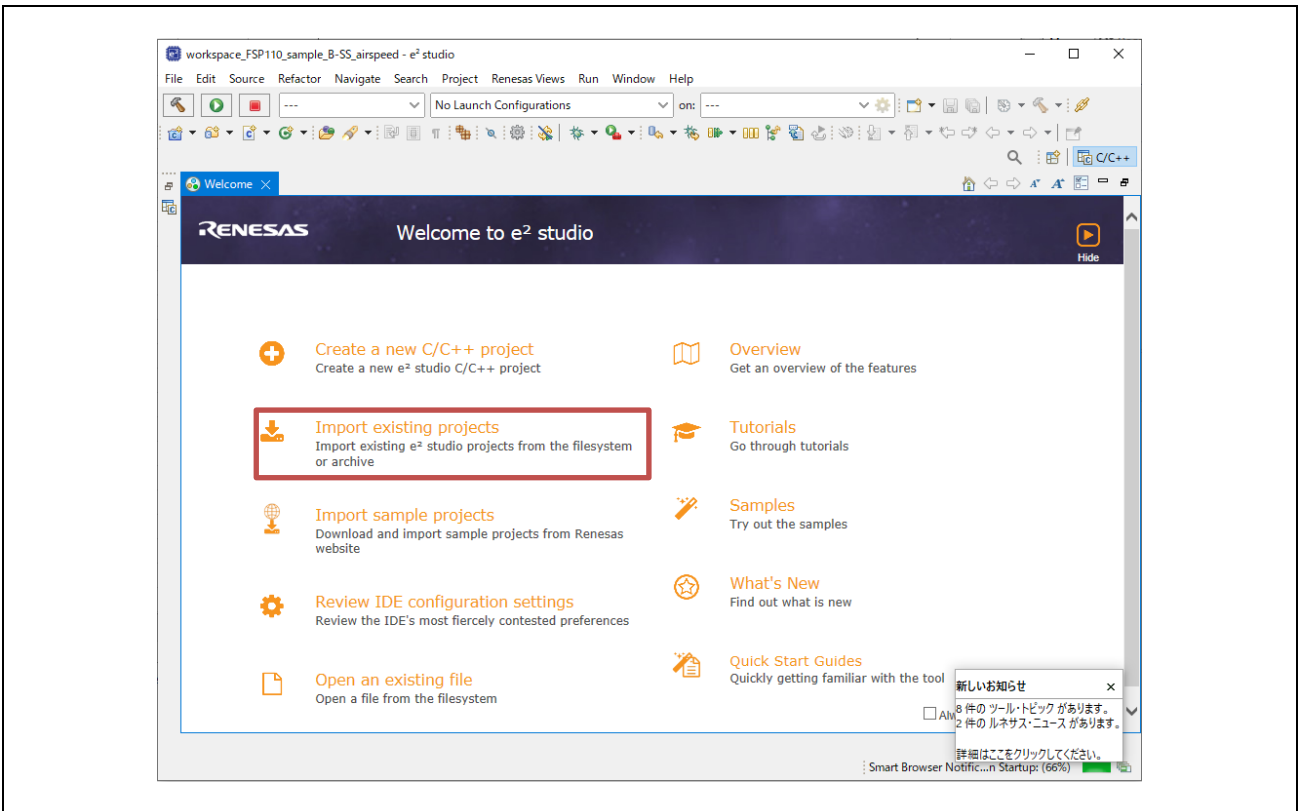 workspace_FSP110_sample_B-SS_airspeed - e² studio
File Edit Source Refactor Navigate Search Project Renesas Views Run Window Help
--- No Launch Configurations on: ---
C/C++
Welcome
RENESAS
Welcome to e² studio
Hide
Create a new C/C++ project
Create a new e² studio C/C++ project
Import existing projects
Import existing e² studio projects from the filesystem
or archive
Import sample projects
Download and import sample projects from Renesas
website
Review IDE configuration settings
Review the IDE's most fiercely contested preferences
Open an existing file
Open a file from the filesystem
Overview
Get an overview of the features
Tutorials
Go through tutorials
Samples
Try out the samples
What's New
Find out what is new
Quick Start Guides
Quickly getting familiar with the tool
新しいお知らせ
8 件の ツール・トピック があります。
2 件の ルネサス・ニュース があります。
詳細はここをクリックしてください。
Smart Browser Notific...n Startup: (66%)